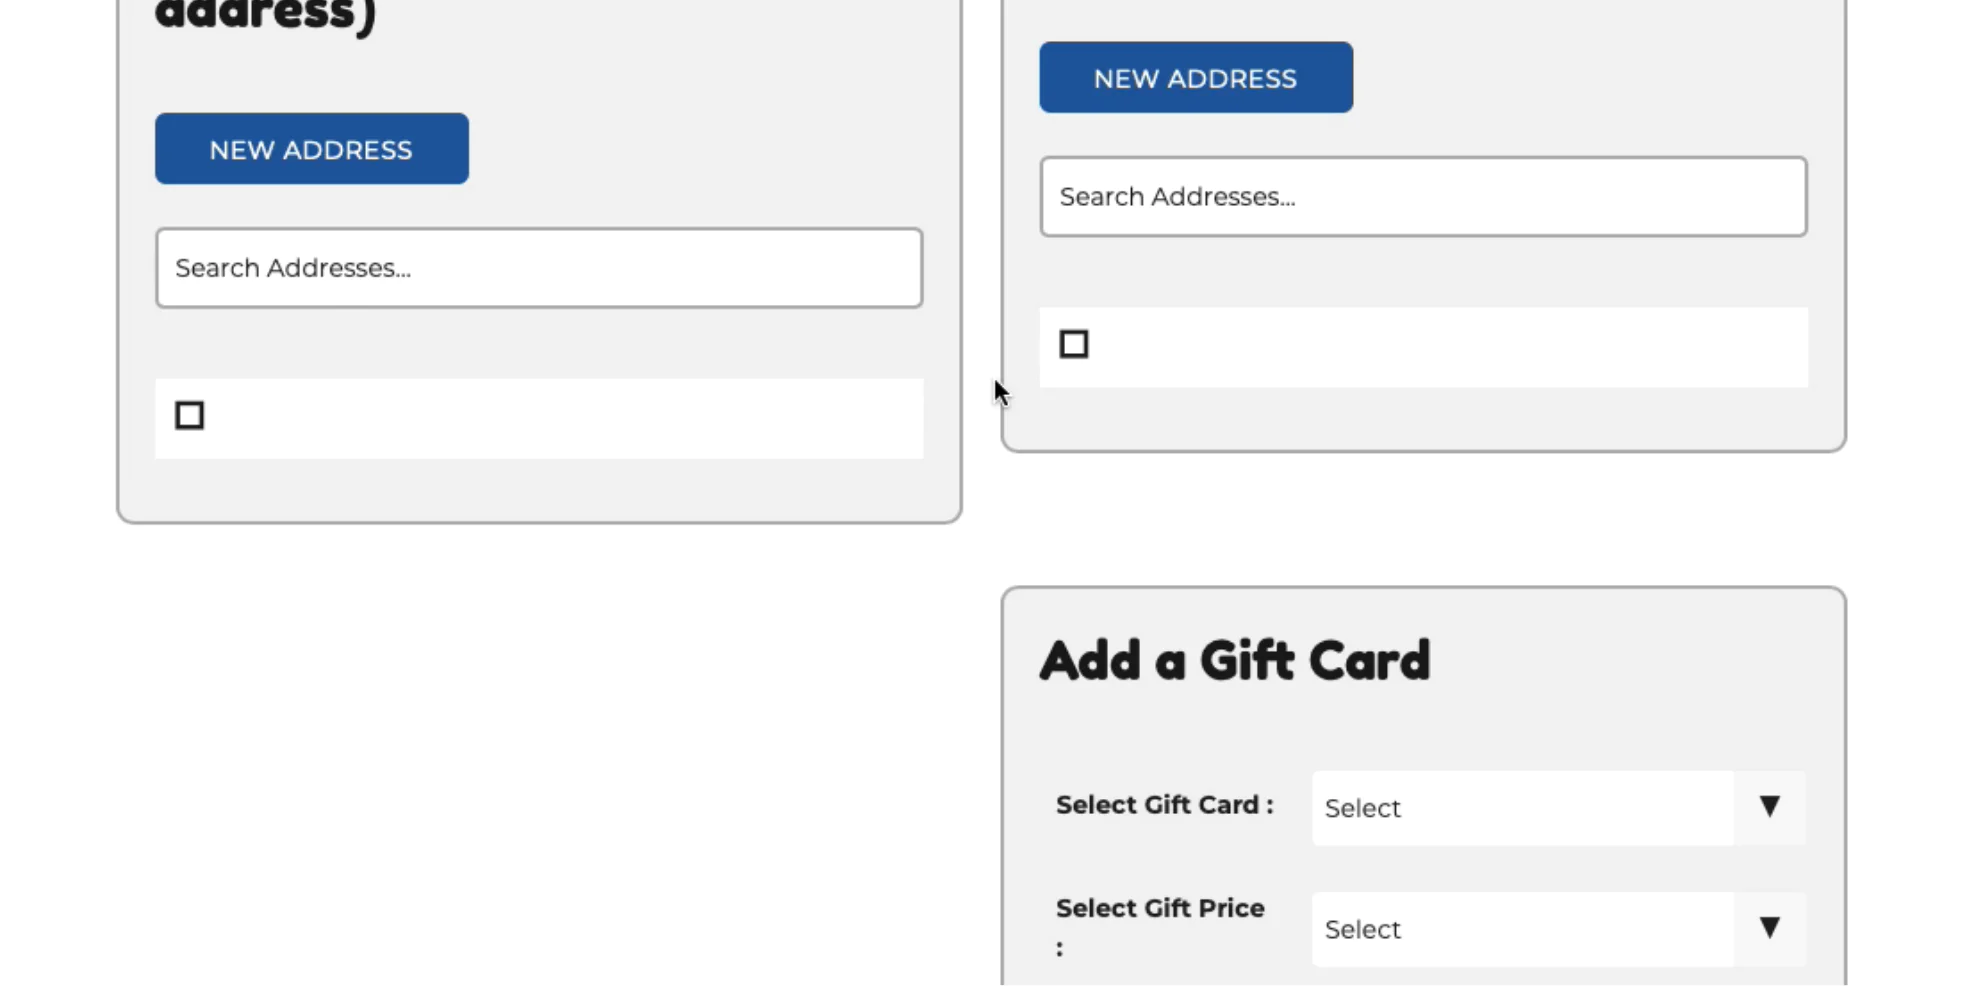 address)
NEW ADDRESS
Search Addresses...
NEW ADDRESS
Search Addresses...
Add a Gift Card
Select Gift Card :
Select
▼
Select Gift Price
:
Select
▼